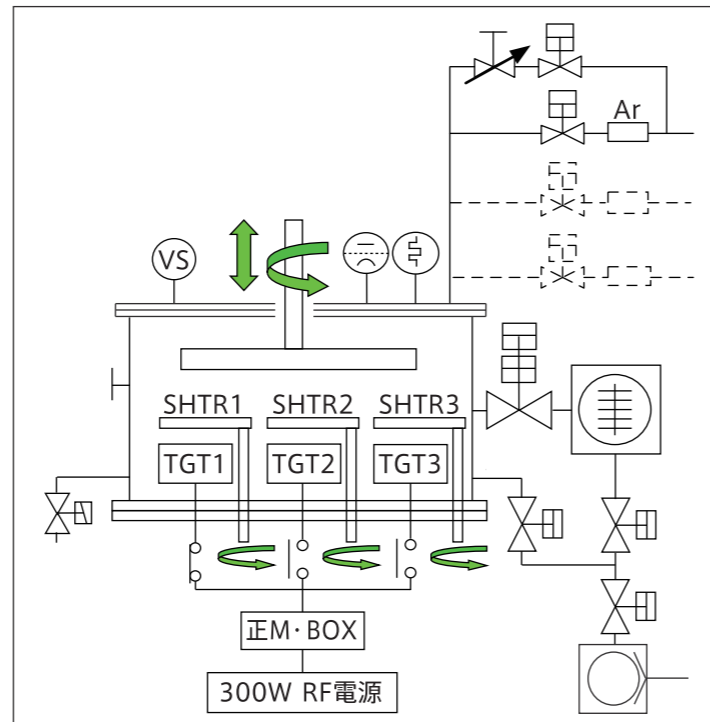 Ar
VS
SHTR1 SHTR2 SHTR3
TGT1 TGT2 TGT3
正M・BOX
300W RF電源